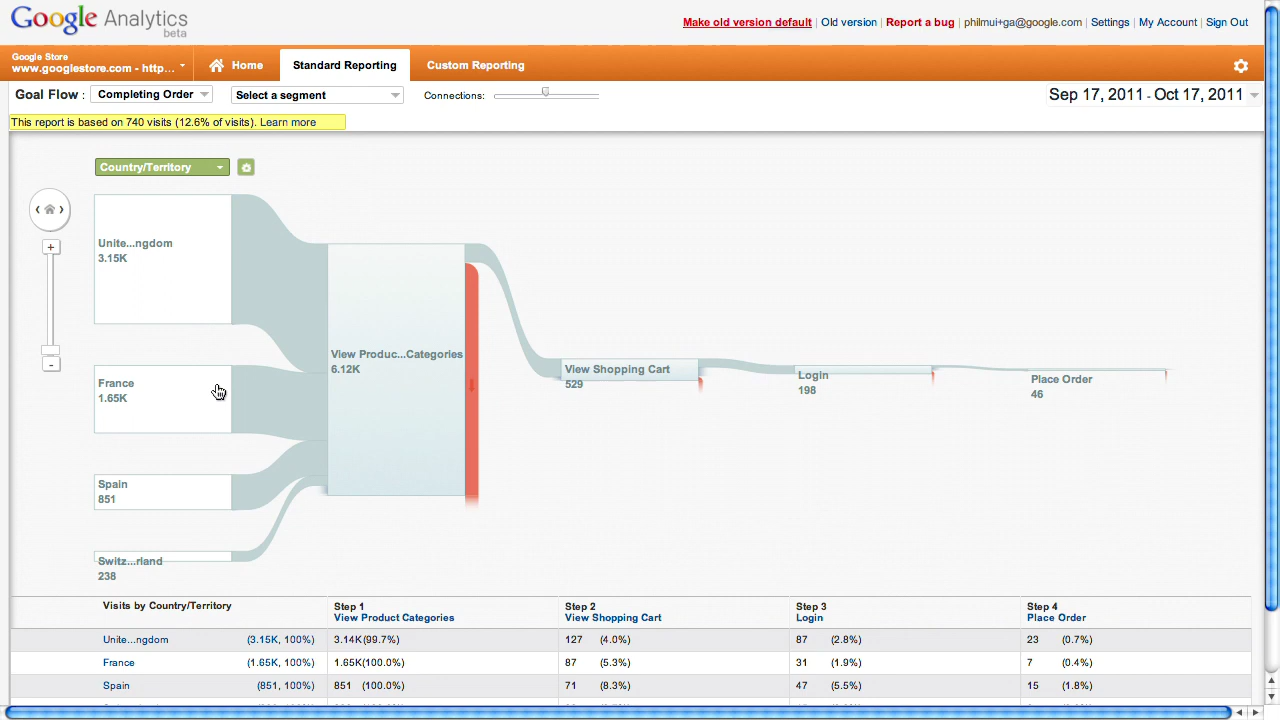 Google Analytics
beta
Make old version default | Old version | Report a bug | philmui+ga@google.com | Settings | My Account | Sign Out
Google Store
www.googlestore.com - http...
Home
Standard Reporting
Custom Reporting
Goal Flow :
Completing Order
Select a segment
Connections:
Sep 17, 2011 - Oct 17, 2011
This report is based on 740 visits (12.6% of visits). Learn more
Country/Territory
+
-
Unite...ngdom
3.15K
France
1.65K
Spain
851
Switz...rland
238
View Produc...Categories
6.12K
View Shopping Cart
529
Login
198
Place Order
46
Visits by Country/Territory
Step 1
View Product Categories
Step 2
View Shopping Cart
Step 3
Login
Step 4
Place Order
Unite...ngdom (3.15K, 100%) 3.14K(99.7%) 127 (4.0%) 87 (2.8%) 23 (0.7%)
France (1.65K, 100%) 1.65K(100.0%) 87 (5.3%) 31 (1.9%) 7 (0.4%)
Spain (851, 100%) 851 (100.0%) 71 (8.3%) 47 (5.5%) 15 (1.8%)